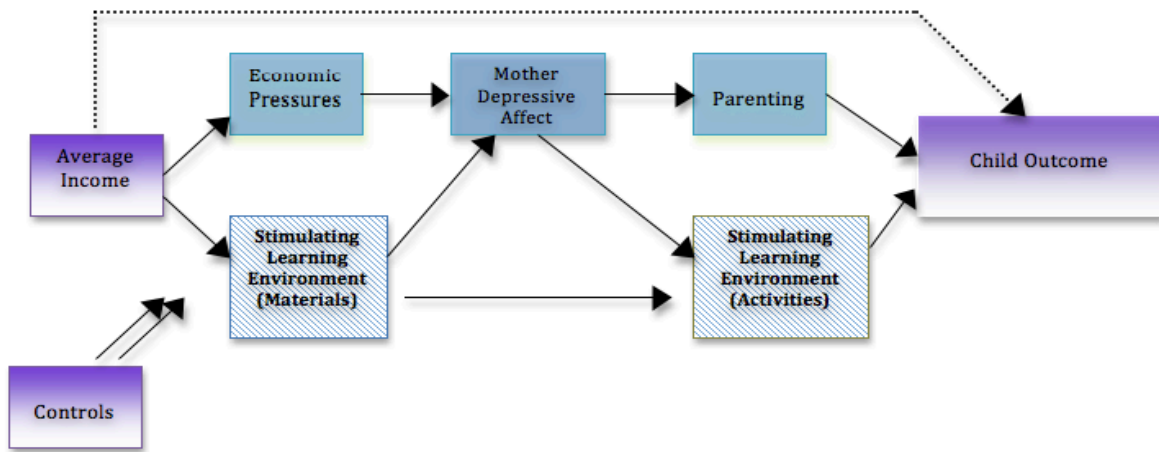 Economic
Pressures
Mother
Depressive
Affect
Parenting
Average
Income
Child Outcome
Stimulating
Learning
Environment
(Materials)
Stimulating
Learning
Environment
(Activities)
Controls